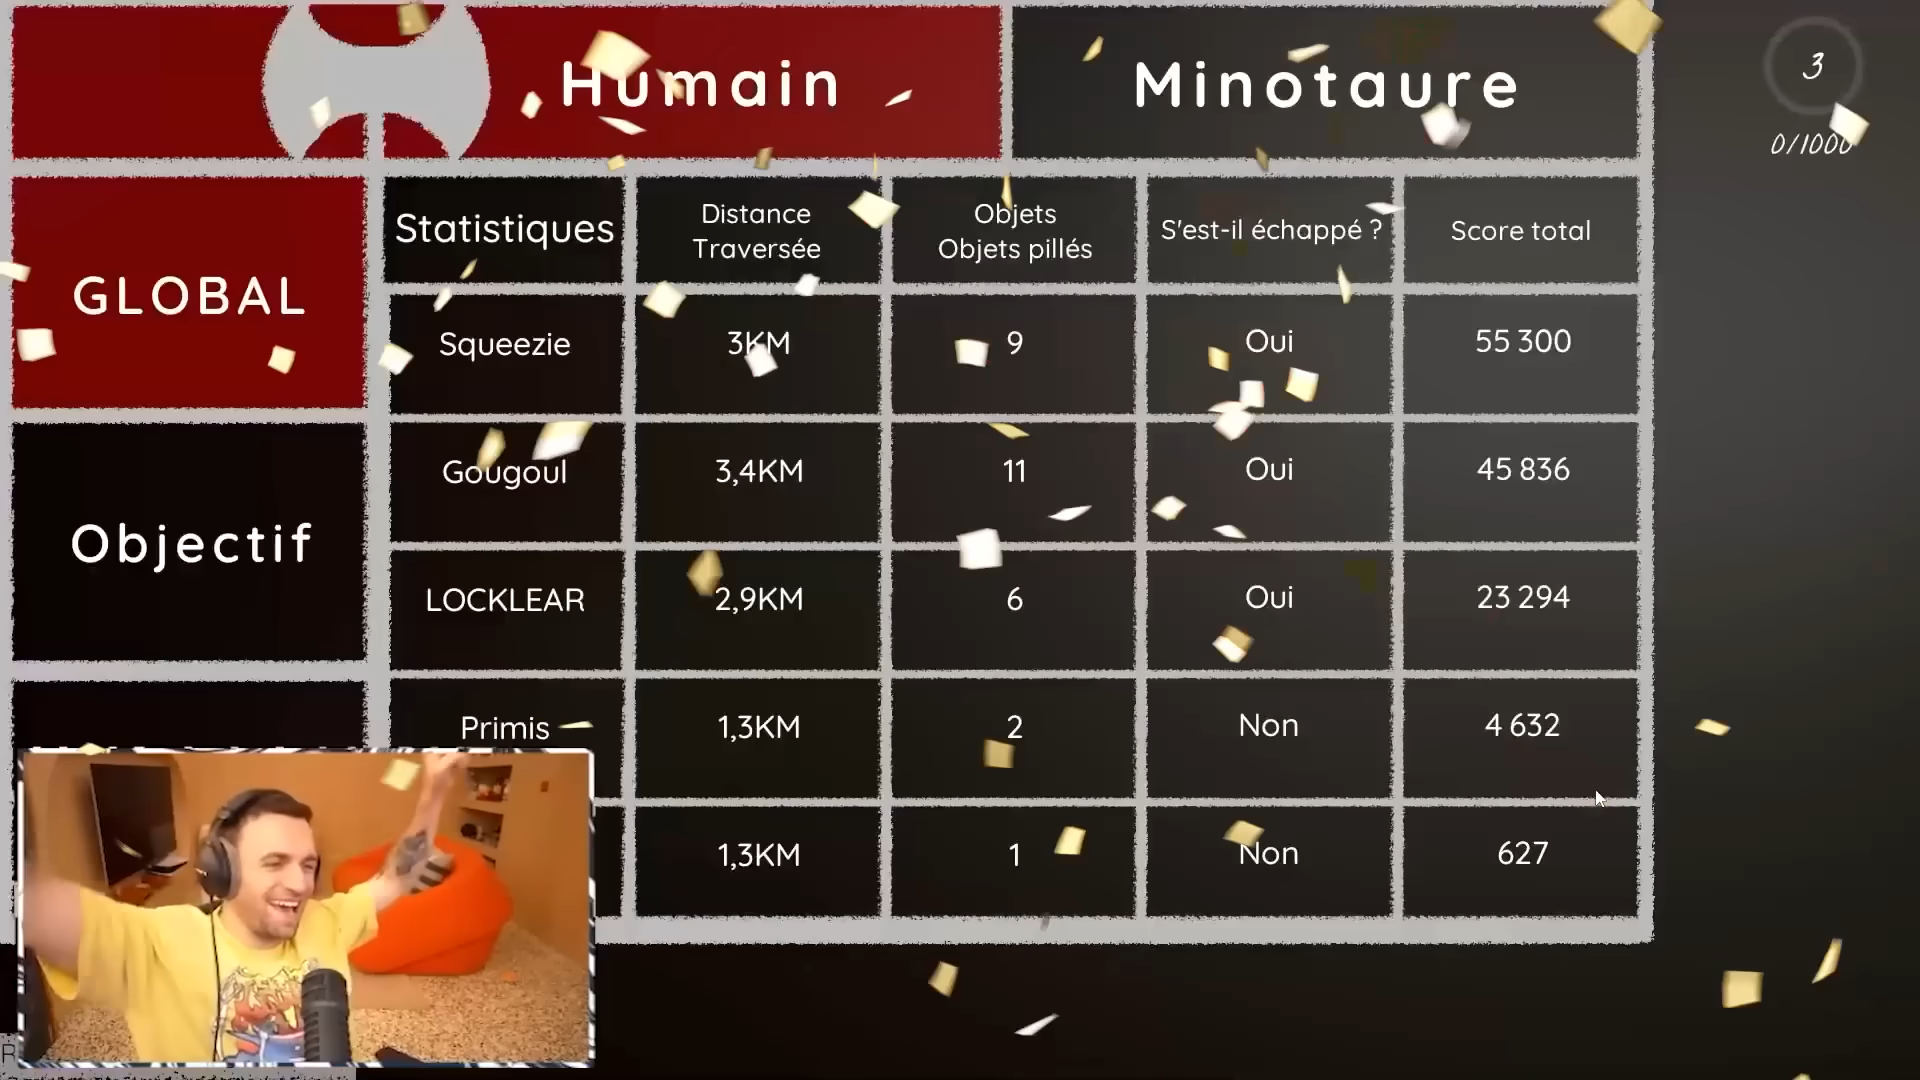 Humain
Minotaure
3
0/1000
GLOBAL
Objectif
Statistiques
Distance
Traversée
Objets
Objets pillés
S'est-il échappé ?
Score total
Squeezie
3KM
9
Oui
55 300
Gougoul
3,4KM
11
Oui
45 836
LOCKLEAR
2,9KM
6
Oui
23 294
Primis
1,3KM
2
Non
4 632
1,3KM
1
Non
627
R